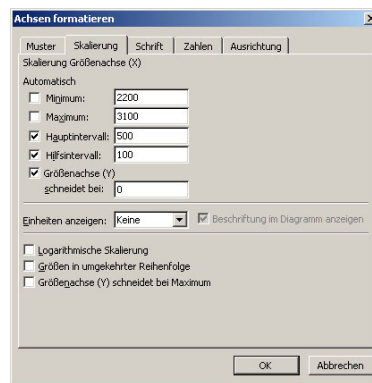 Achsen formatieren
Muster Skalierung Schrift Zahlen Ausrichtung
Skalierung Größenachse (X)
Automatisch
Minimum: 2200
Maximum: 3100
Hauptintervall: 500
Hilfsintervall: 100
Größenachse (Y)
schneidet bei: 0
Einheiten anzeigen: Keine Beschriftung im Diagramm anzeigen
Logarithmische Skalierung
Größen in umgekehrter Reihenfolge
Größenachse (Y) schneidet bei Maximum
OK Abbrechen